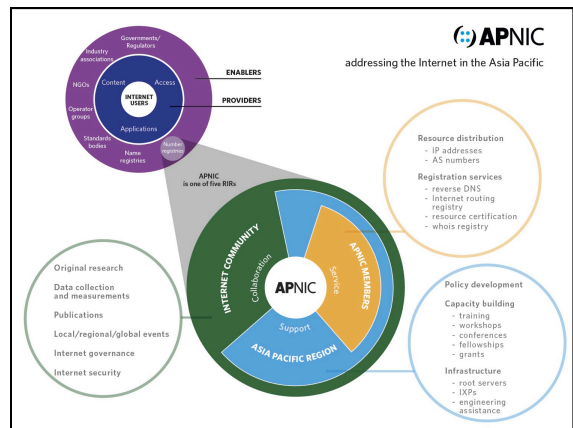 APNIC
addressing the Internet in the Asia Pacific
Governments/
Regulators
Industry
associations
NGOs
Operator
groups
Standards
bodies
Name
registries
Number
registries
Content
Access
Applications
INTERNET
USERS
ENABLERS
PROVIDERS
APNIC
is one of five RIRs
Resource distribution
- IP addresses
- AS numbers
Registration services
- reverse DNS
- Internet routing
registry
- resource certification
- whois registry
INTERNET COMMUNITY
Collaboration
APNIC
Service
APNIC MEMBERS
Support
ASIA PACIFIC REGION
Original research
Data collection
and measurements
Publications
Local/regional/global events
Internet governance
Internet security
Policy development
Capacity building
- training
- workshops
- conferences
- fellowships
- grants
Infrastructure
- root servers
- IXPs
- engineering
assistance